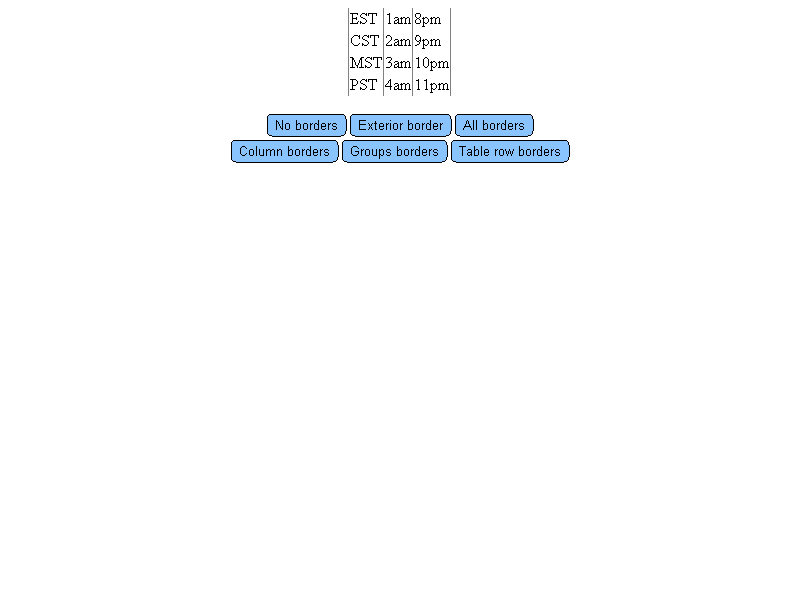 EST 1am 8pm
CST 2am 9pm
MST 3am 10pm
PST 4am 11pm
No borders Exterior border All borders
Column borders Groups borders Table row borders